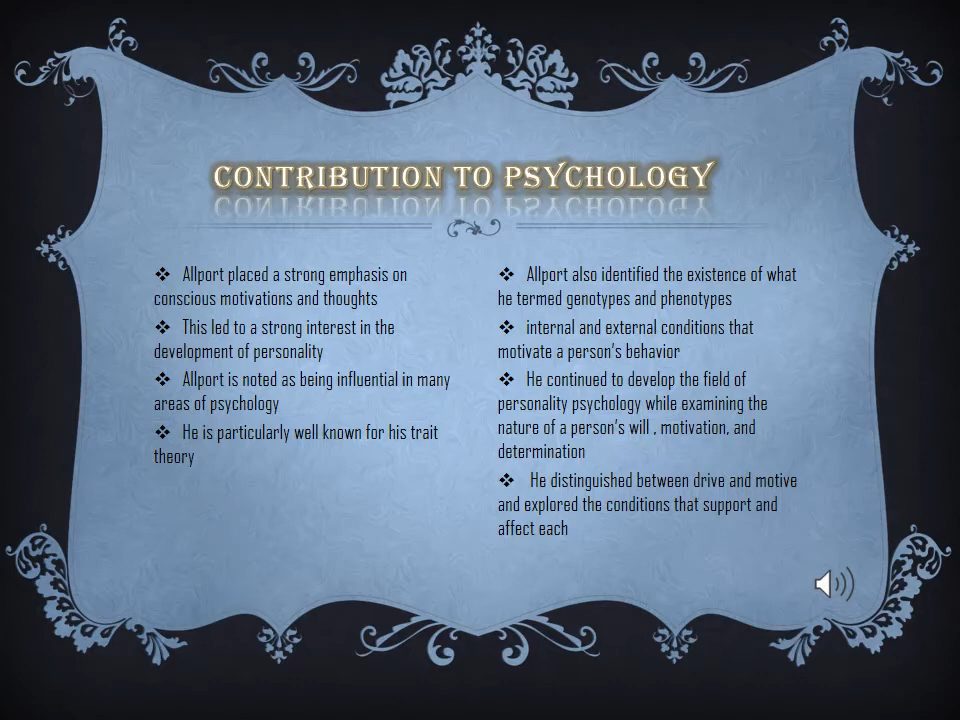 CONTRIBUTION TO PSYCHOLOGY
❖ Allport placed a strong emphasis on
conscious motivations and thoughts
❖ This led to a strong interest in the
development of personality
❖ Allport is noted as being influential in many
areas of psychology
❖ He is particularly well known for his trait
theory
❖ Allport also identified the existence of what
he termed genotypes and phenotypes
❖ internal and external conditions that
motivate a person's behavior
❖ He continued to develop the field of
personality psychology while examining the
nature of a person's will , motivation, and
determination
❖ He distinguished between drive and motive
and explored the conditions that support and
affect each